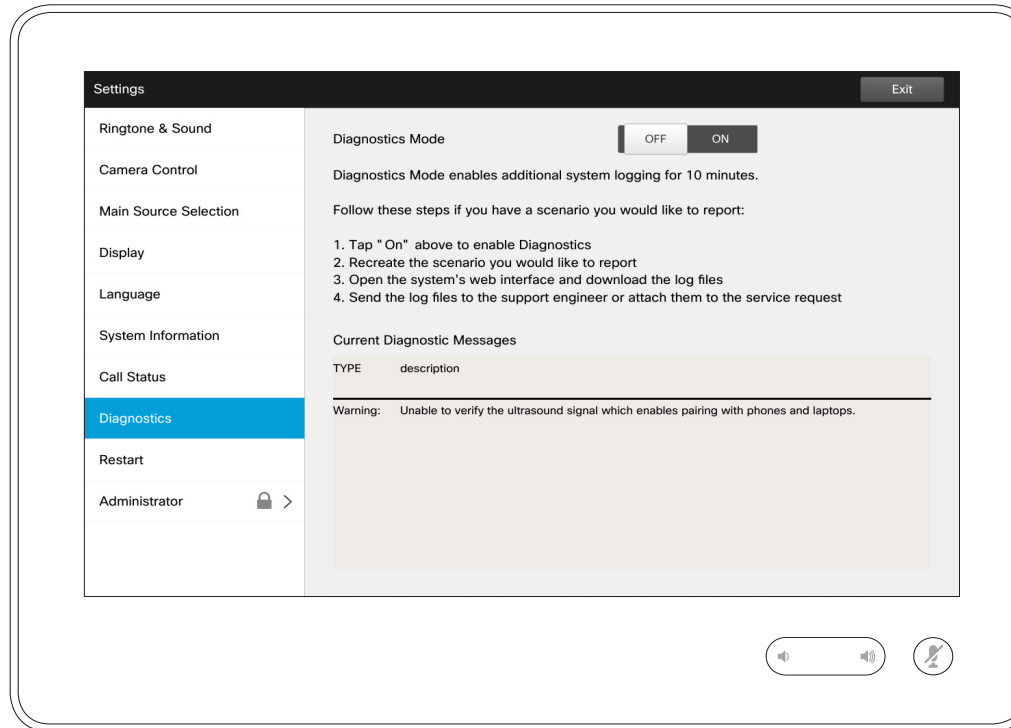 Settings
Exit
Ringtone & Sound
Camera Control
Main Source Selection
Display
Language
System Information
Call Status
Diagnostics
Restart
Administrator
Diagnostics Mode
OFF
ON
Diagnostics Mode enables additional system logging for 10 minutes.
Follow these steps if you have a scenario you would like to report:
1. Tap "On" above to enable Diagnostics
2. Recreate the scenario you would like to report
3. Open the system's web interface and download the log files
4. Send the log files to the support engineer or attach them to the service request
Current Diagnostic Messages
TYPE description
Warning: Unable to verify the ultrasound signal which enables pairing with phones and laptops.